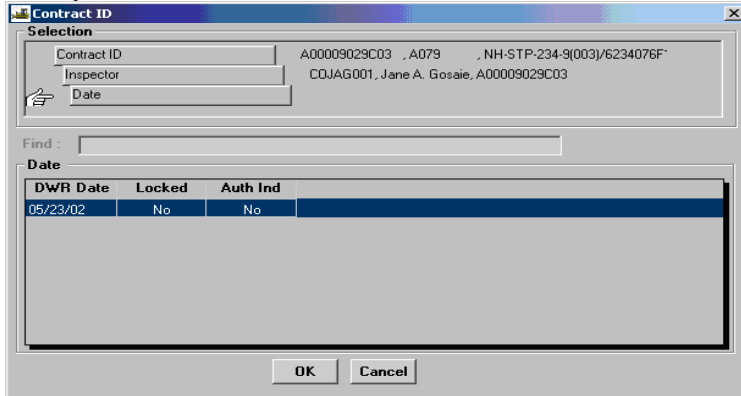 Contract ID
Selection
Contract ID A00009029C03 , A079 , NH-STP-234-9(003)/6234076F
Inspector COJAG001, Jane A. Gosaie, A00009029C03
Date
Find :
Date
DWR Date Locked Auth Ind
05/23/02 No No
OK Cancel